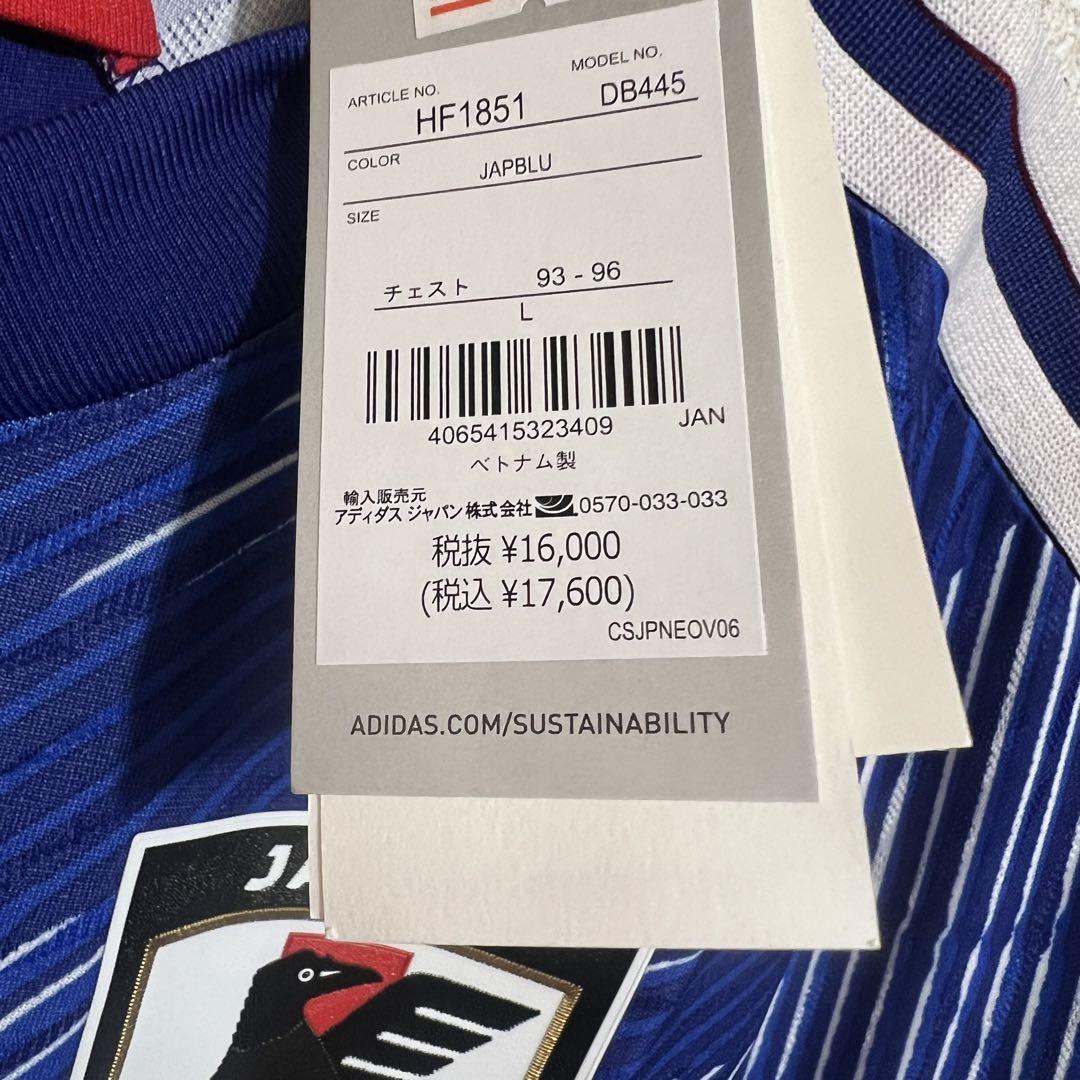 ARTICLE NO. MODEL NO.
HF1851 DB445
COLOR
JAPBLU
SIZE
チェスト 93 - 96
L
4065415323409 JAN
ベトナム製
輸入販売元
アディダス ジャパン株式会社 0570-033-033
税抜 ¥16,000
(税込 ¥17,600)
CSJPNEOV06
ADIDAS.COM/SUSTAINABILITY